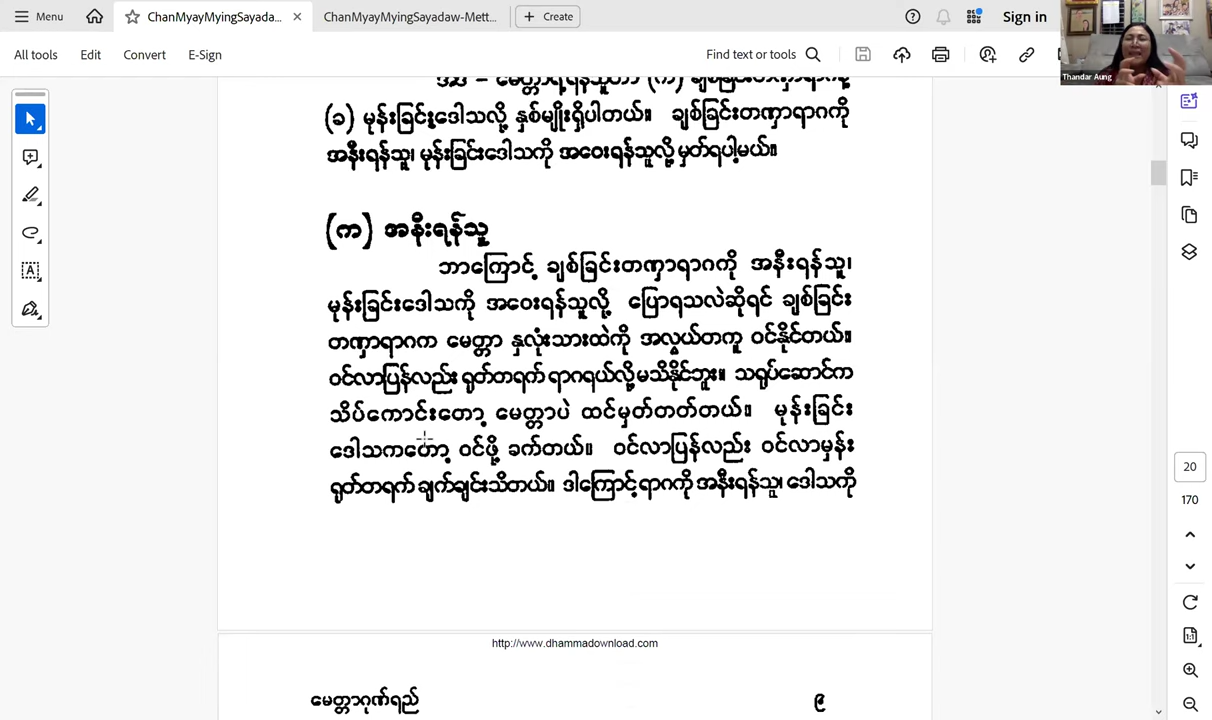 Menu
ChanMyayMyingSayada...
ChanMyayMyingSayadaw-Mett...
Create
Sign in
All tools
Edit
Convert
E-Sign
Find text or tools
Thandar Aung
(ခ) မုန်းခြင်းဒေါသလို့ နှစ်မျိုးရှိပါတယ်။ ချစ်ခြင်းတဏှာရာဂကို
အနီးရန်သူ၊ မုန်းခြင်းဒေါသကို အဝေးရန်သူလို့ မှတ်ရပါ့မယ်။
(က) အနီးရန်သူ
ဘာကြောင့် ချစ်ခြင်းတဏှာရာဂကို အနီးရန်သူ၊
မုန်းခြင်းဒေါသကို အဝေးရန်သူလို့ ပြောရသလဲဆိုရင် ချစ်ခြင်း
တဏှာရာဂက မေတ္တာ နှလုံးသားထဲကို အလွယ်တကူ ဝင်နိုင်တယ်။
ဝင်လာပြန်လည်း ရုတ်တရက် ရာဂရယ်လို့ မသိနိုင်ဘူး။ သရုပ်ဆောင်က
သိပ်ကောင်းတော့ မေတ္တာပဲ ထင်မှတ်တတ်တယ်။ မုန်းခြင်း
ဒေါသကတော့ ဝင်ဖို့ ခက်တယ်။ ဝင်လာပြန်လည်း ဝင်လာမှန်း
ရုတ်တရက် ချက်ချင်းသိတယ်။ ဒါကြောင့် ရာဂကို အနီးရန်သူ၊ ဒေါသကို
20
170
http://www.dhammadownload.com
မေတ္တာဂုဏ်ရည်
၉